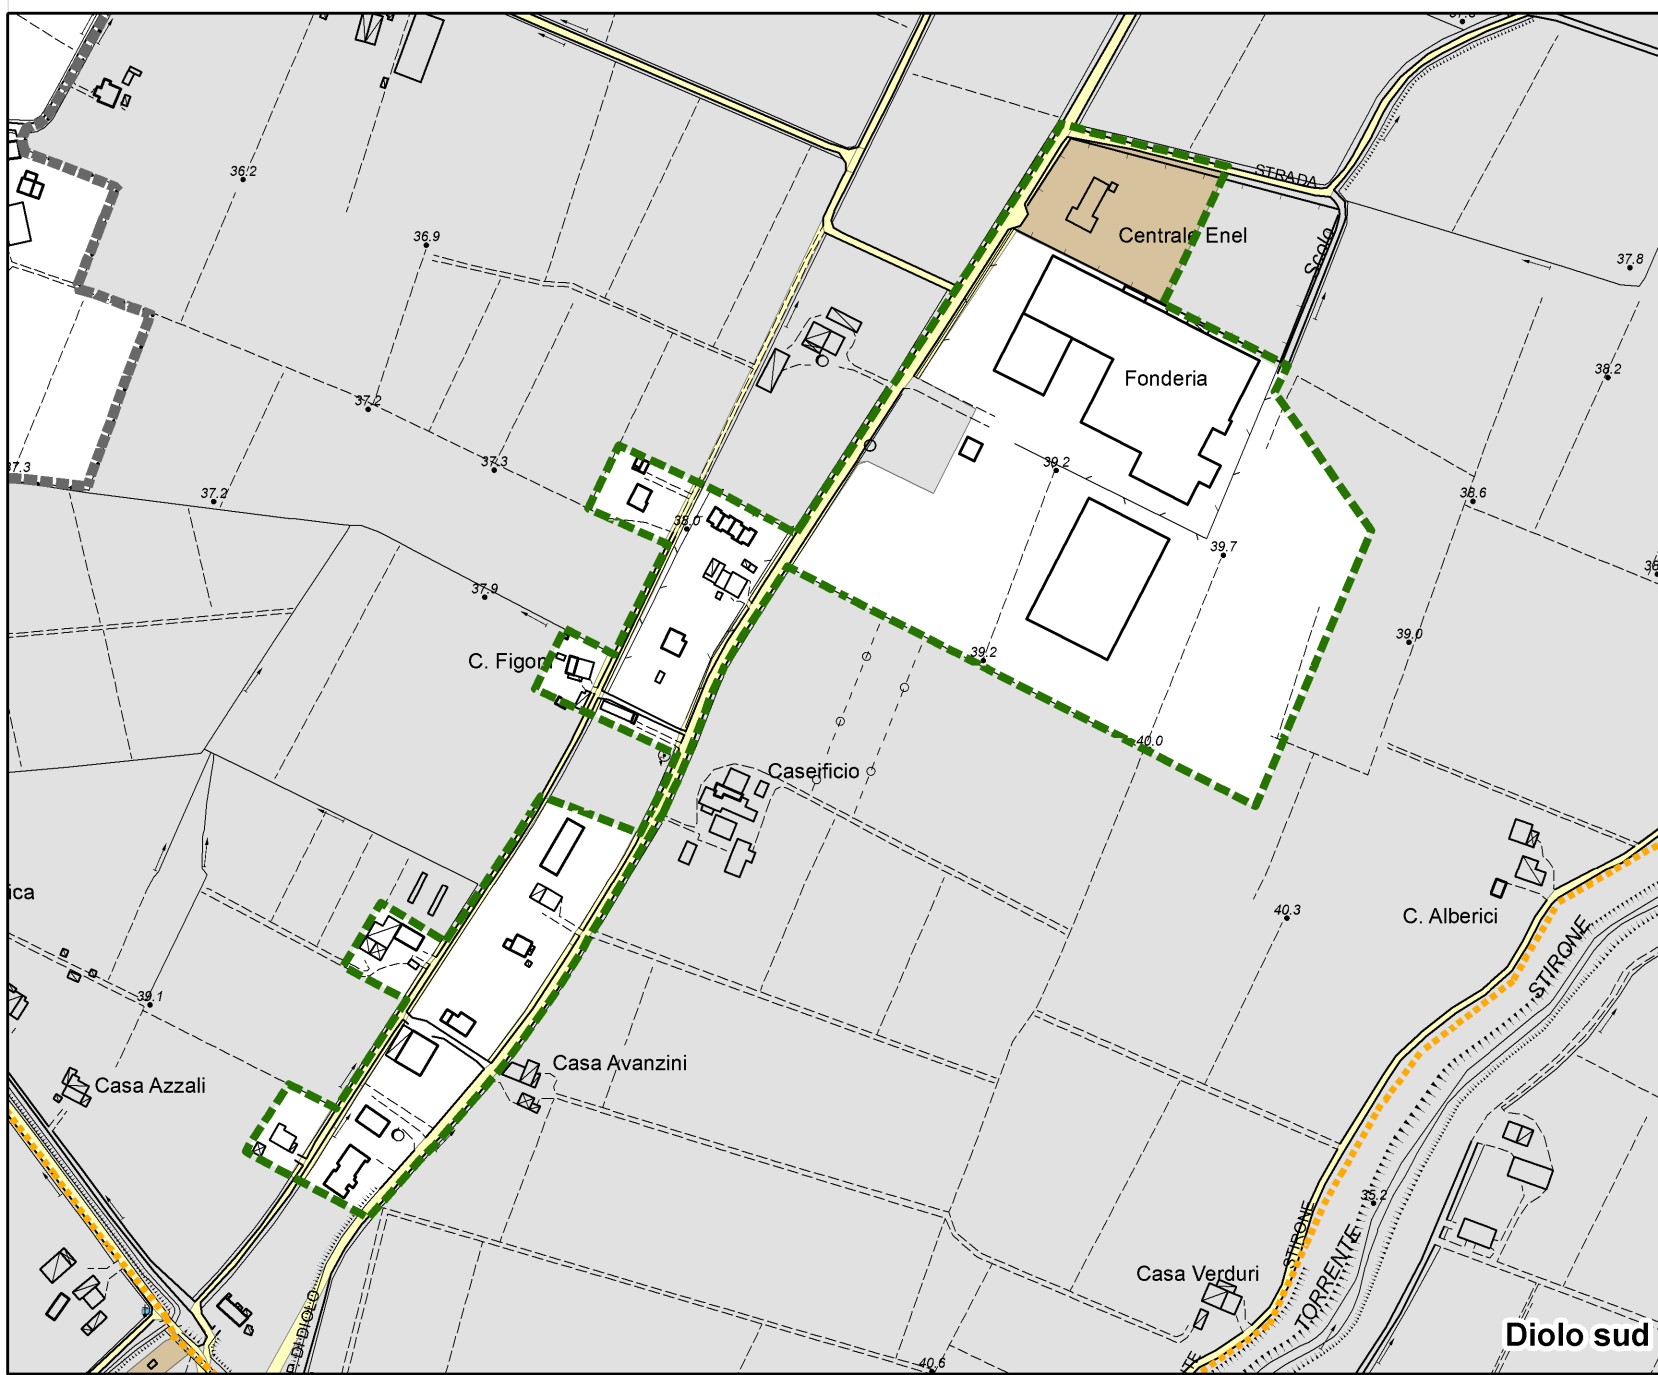 36.2
36.9
STRADA
Centrale Enel
Scolo
37.8
37.2
Fonderia
38.2
37.3
37.3
37.2
39.2
38.6
38.0
39.7
37.9
39.0
C. Figoni
39.2
40.0
Caseificio
ica
40.3
C. Alberici
STIRONE
39.1
Casa Avanzini
Casa Azzali
35.2
STIRONE
TORRENTE
Casa Verduri
DI DIOLO
Diolo sud
40.6